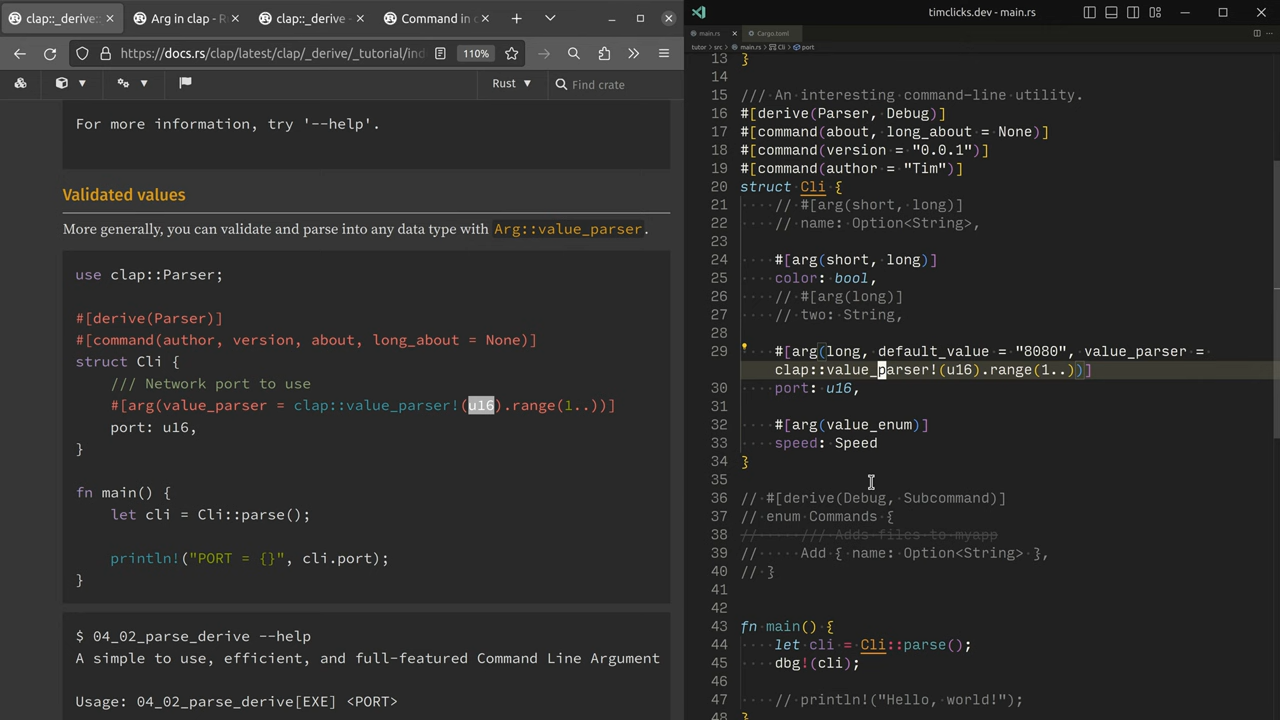 clap::_derive::
Arg in clap - R
clap::_derive -
Command in c
https://docs.rs/clap/latest/clap/_derive/_tutorial/ind
110%
Rust
Find crate
For more information, try '--help'.
Validated values
More generally, you can validate and parse into any data type with Arg::value_parser.
use clap::Parser;
#[derive(Parser)]
#[command(author, version, about, long_about = None)]
struct Cli {
/// Network port to use
#[arg(value_parser = clap::value_parser!(u16).range(1..))]
port: u16,
}
fn main() {
let cli = Cli::parse();
println!("PORT = {}", cli.port);
}
$ 04_02_parse_derive --help
A simple to use, efficient, and full-featured Command Line Argument
Usage: 04_02_parse_derive[EXE] <PORT>
timclicks.dev - main.rs
main.rs
Cargo.toml
tutor > src > main.rs > Cli > port
13 }
14
15 /// An interesting command-line utility.
16 #[derive(Parser, Debug)]
17 #[command(about, long_about = None)]
18 #[command(version = "0.0.1")]
19 #[command(author = "Tim")]
20 struct Cli {
21 // #[arg(short, long)]
22 // name: Option<String>,
23
24 #[arg(short, long)]
25 color: bool,
26 // #[arg(long)]
27 // two: String,
28
29 #[arg(long, default_value = "8080", value_parser =
clap::value_parser!(u16).range(1..))]
30 port: u16,
31
32 #[arg(value_enum)]
33 speed: Speed
34 }
35
36 // #[derive(Debug, Subcommand)]
37 // enum Commands {
38 // /// Adds files to myapp
39 // Add { name: Option<String> },
40 // }
41
42
43 fn main() {
44 let cli = Cli::parse();
45 dbg!(cli);
46
47 // println!("Hello, world!");
48 }